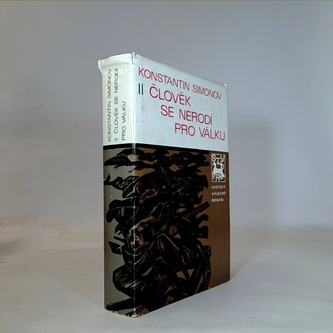 KONSTANTIN SIMONOV
II ČLOVĚK
SE NERODÍ
PRO VÁLKU
SVĚTOVÝ
VÁLEČNÝ
ROMÁN
KONSTANTIN SIMONOV
II ČLOVĚK SE NERODÍ
PRO VÁLKU